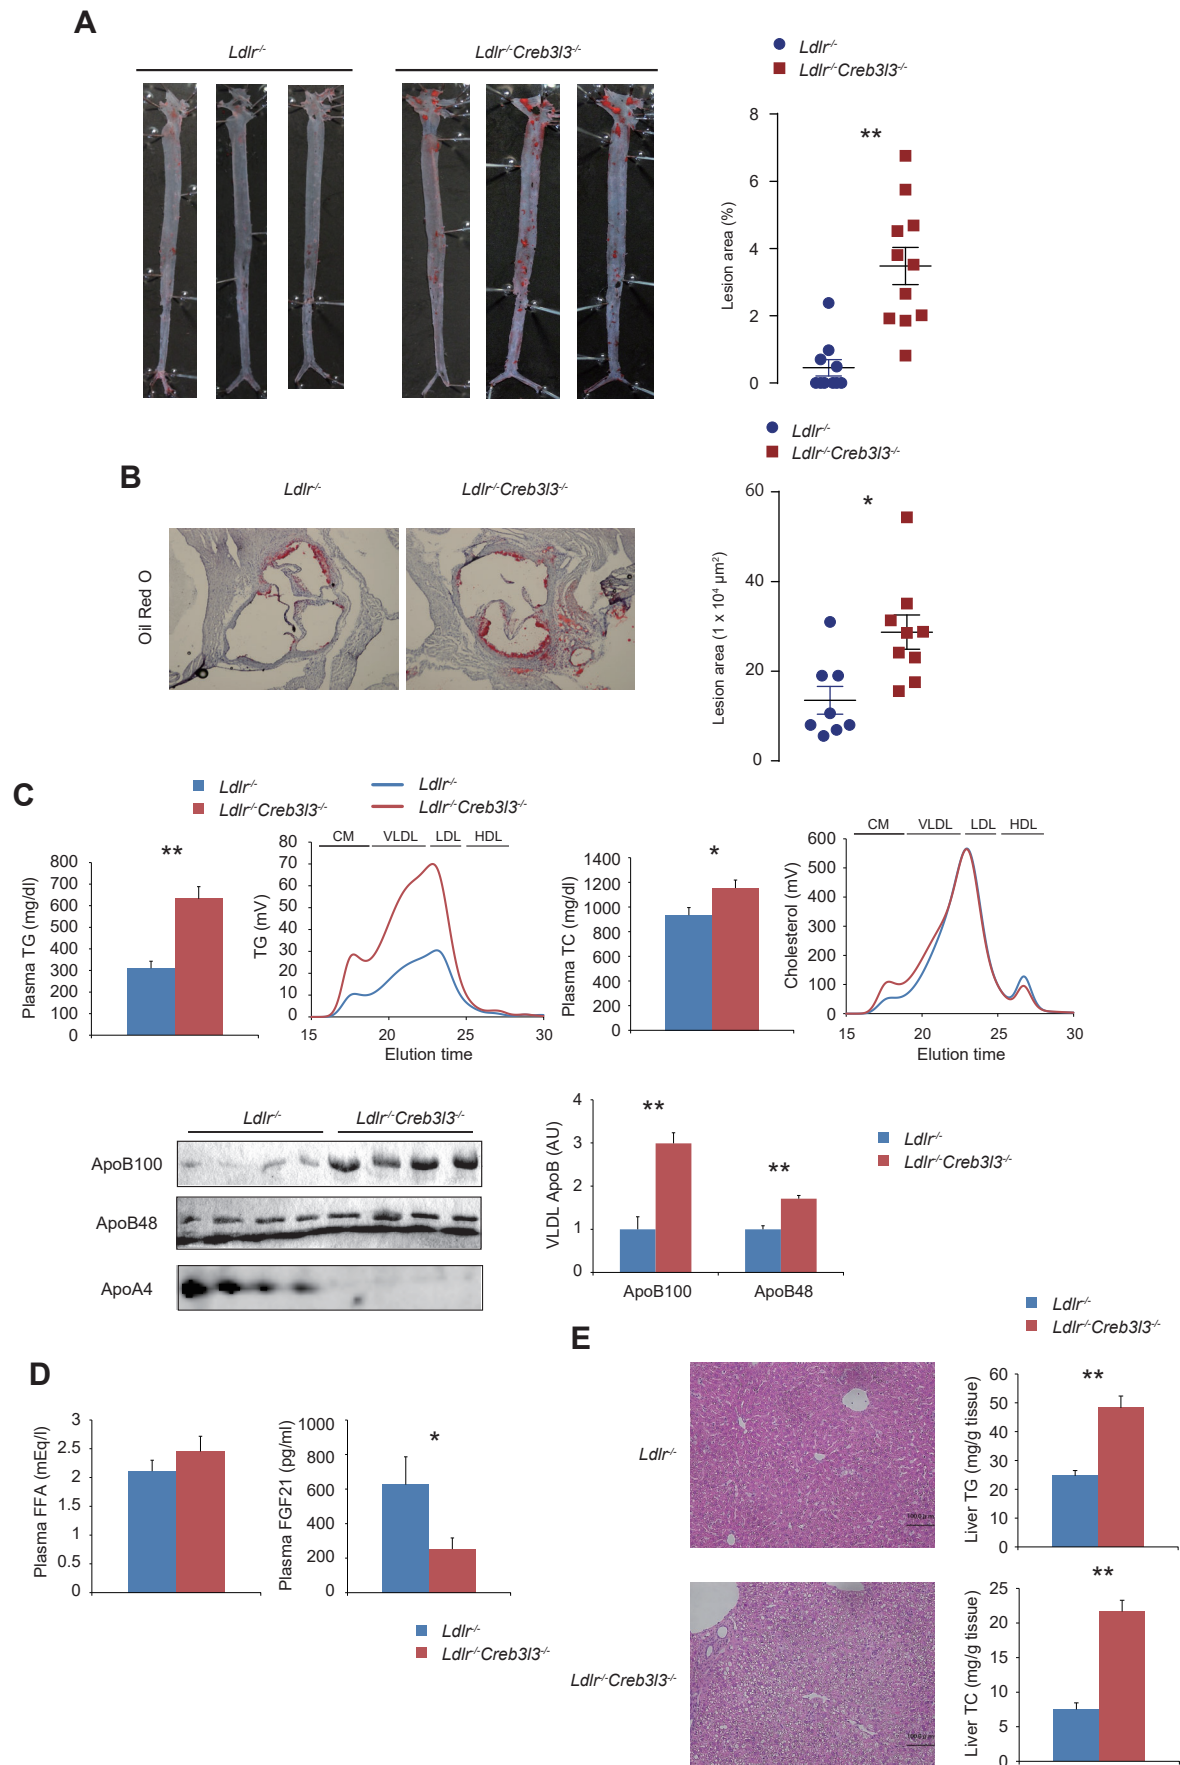 A
Ldlr-/-
Ldlr-/-Creb3l3-/-
Ldlr-/-
Ldlr-/-Creb3l3-/-
**
Lesion area (%)
8
6
4
2
0
B
Ldlr-/-
Ldlr-/-Creb3l3-/-
Oil Red O
Ldlr-/-
Ldlr-/-Creb3l3-/-
*
Lesion area (1 x 10⁴ µm²)
60
40
20
0
C
Ldlr-/-
Ldlr-/-Creb3l3-/-
Ldlr-/-
Ldlr-/-Creb3l3-/-
**
Plasma TG (mg/dl)
800
700
600
500
400
300
200
100
0
CM VLDL LDL HDL
TG (mV)
80
70
60
50
40
30
20
10
0
15 20 25 30
Elution time
*
Plasma TC (mg/dl)
1400
1200
1000
800
600
400
200
0
CM VLDL LDL HDL
Cholesterol (mV)
600
500
400
300
200
100
0
15 20 25 30
Elution time
Ldlr-/-
Ldlr-/-Creb3l3-/-
ApoB100
ApoB48
ApoA4
VLDL ApoB (AU)
4
3
2
1
0
**
**
ApoB100 ApoB48
Ldlr-/-
Ldlr-/-Creb3l3-/-
D
Plasma FFA (mEq/l)
3
2.5
2
1.5
1
0.5
0
Plasma FGF21 (pg/ml)
1000
800
600
400
200
0
*
Ldlr-/-
Ldlr-/-Creb3l3-/-
E
Ldlr-/-
Ldlr-/-Creb3l3-/-
Ldlr-/-
100.0 µm
Liver TG (mg/g tissue)
60
50
40
30
20
10
0
**
Ldlr-/-Creb3l3-/-
100.0 µm
Liver TC (mg/g tissue)
25
20
15
10
5
0
**